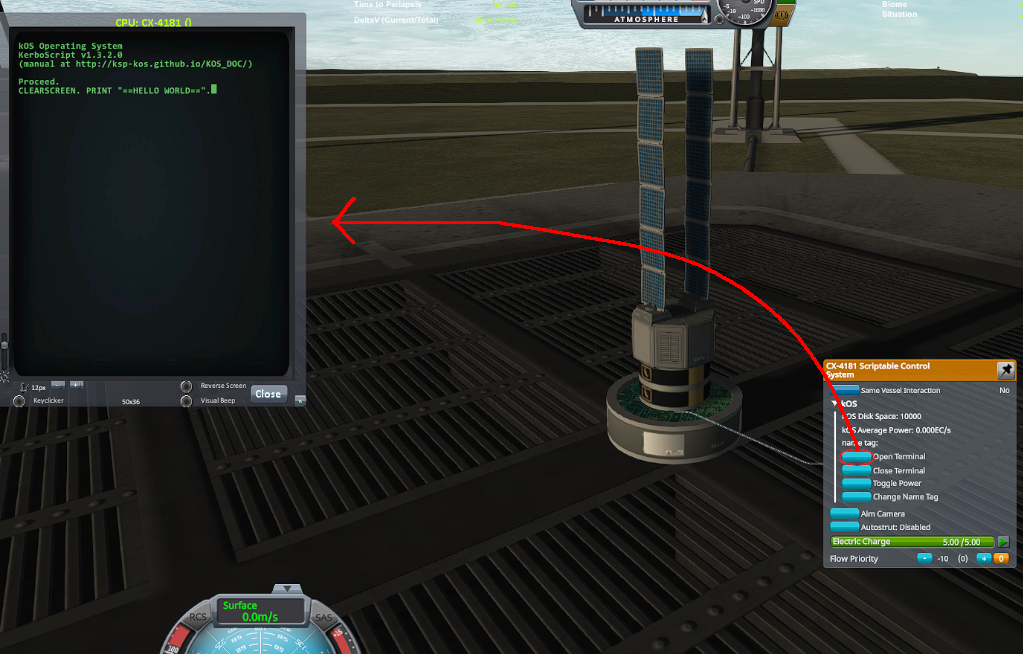 CPU: CX-4181 ()
kOS Operating System
KerboScript v1.3.2.0
(manual at http://ksp-kos.github.io/KOS_DOC/)
Proceed.
CLEARSCREEN. PRINT "==HELLO WORLD==".
12px
Reverse Screen
Keyclicker
50x36
Visual Beep
Close
Time to Periapsis
DeltaV (Current/Total)
ATMOSPHERE
Biome
Situation
CX-4181 Scriptable Control
System
Same Vessel Interaction No
kOS
kOS Disk Space: 10000
kOS Average Power: 0.000EC/s
name tag:
Open Terminal
Close Terminal
Toggle Power
Change Name Tag
Aim Camera
Autostrut: Disabled
Electric Charge 5.00 /5.00
Flow Priority - -10 (0) + 0
RCS
Surface
0.0m/s
SAS